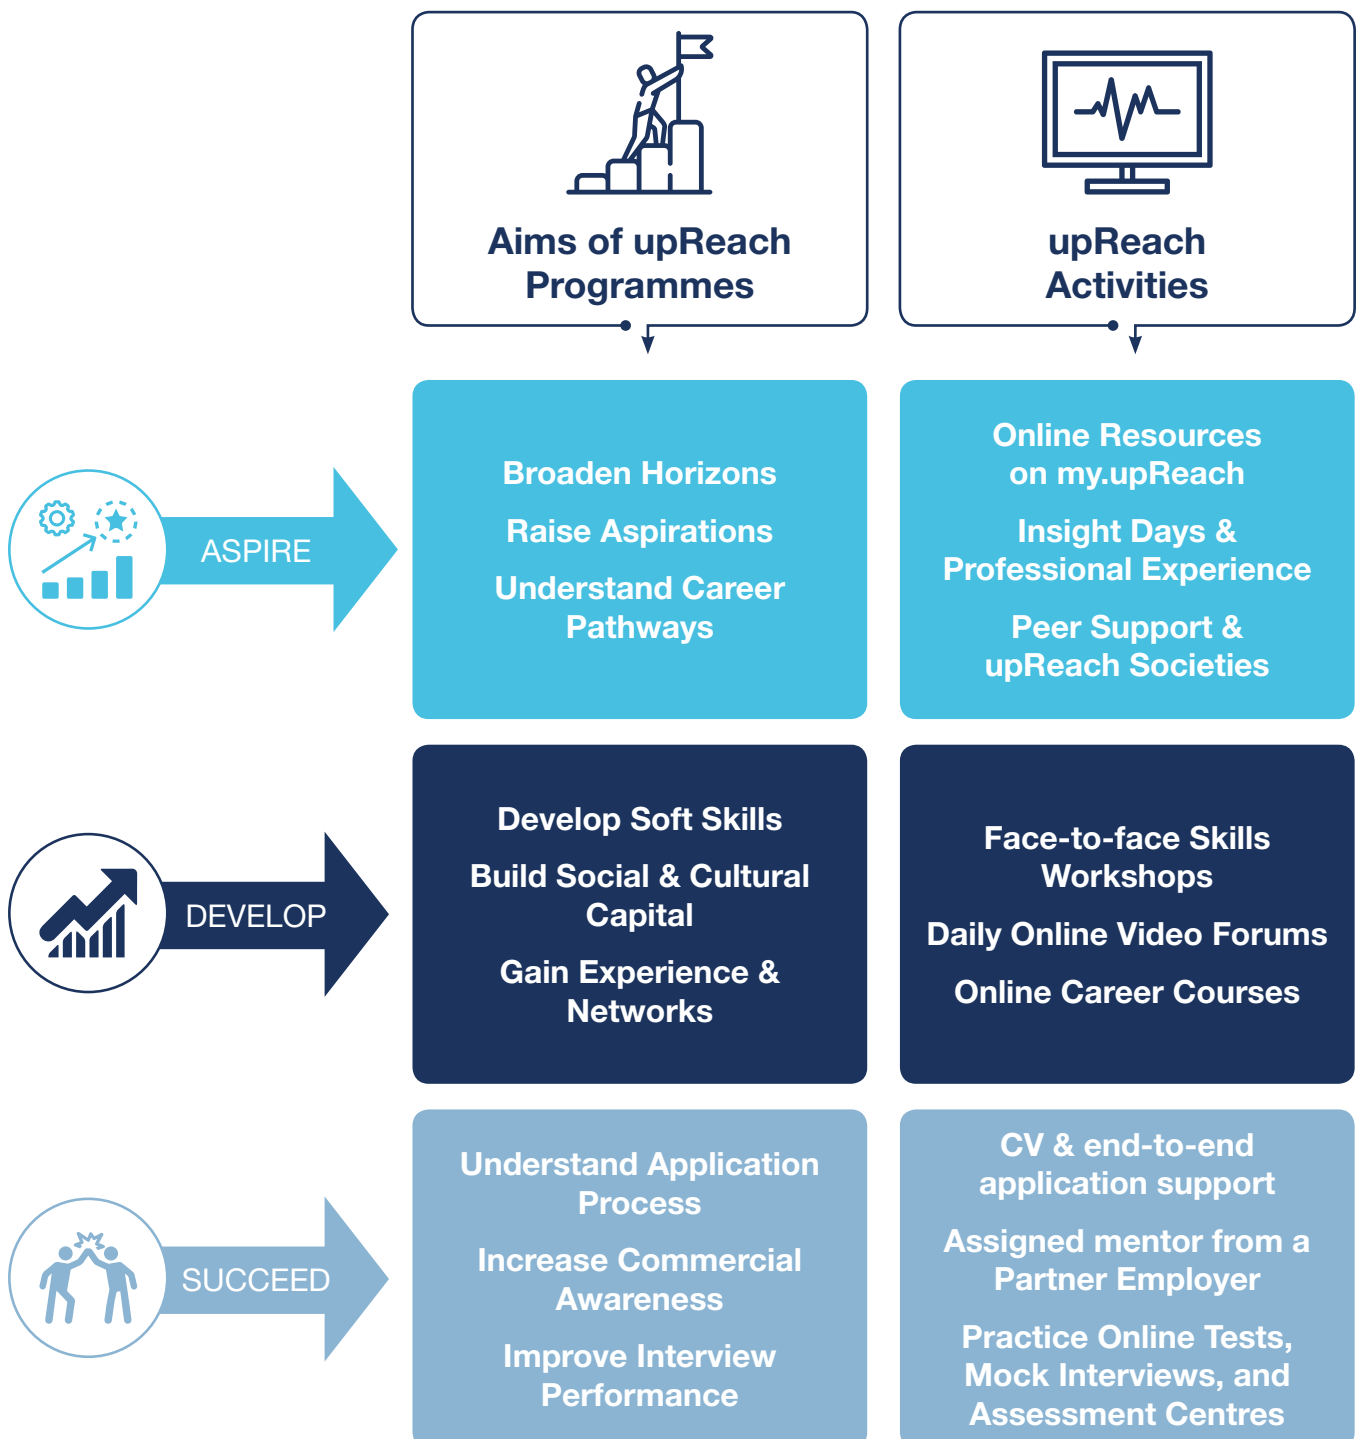 Aims of upReach
Programmes
upReach
Activities
ASPIRE
Broaden Horizons
Raise Aspirations
Understand Career
Pathways
Online Resources
on my.upReach
Insight Days &
Professional Experience
Peer Support &
upReach Societies
DEVELOP
Develop Soft Skills
Build Social & Cultural
Capital
Gain Experience &
Networks
Face-to-face Skills
Workshops
Daily Online Video Forums
Online Career Courses
SUCCEED
Understand Application
Process
Increase Commercial
Awareness
Improve Interview
Performance
CV & end-to-end
application support
Assigned mentor from a
Partner Employer
Practice Online Tests,
Mock Interviews, and
Assessment Centres